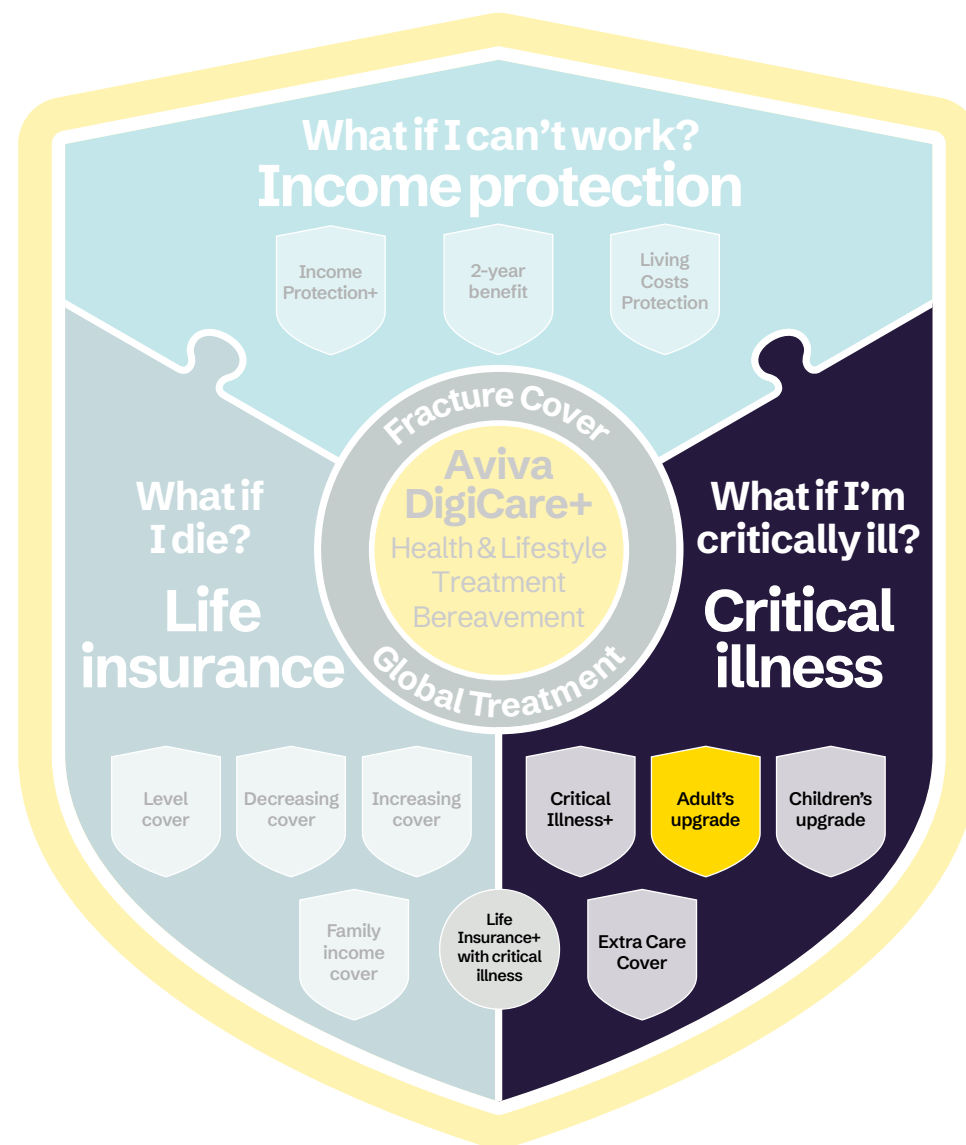 What if I can't work?
Income protection
Income
Protection+
2-year
benefit
Living
Costs
Protection
Fracture Cover
Aviva
DigiCare+
Health & Lifestyle
Treatment
Bereavement
Global Treatment
What if
I die?
Life
insurance
What if I'm
critically ill?
Critical
illness
Level
cover
Decreasing
cover
Increasing
cover
Critical
Illness+
Adult's
upgrade
Children's
upgrade
Family
income
cover
Life
Insurance+
with critical
illness
Extra Care
Cover